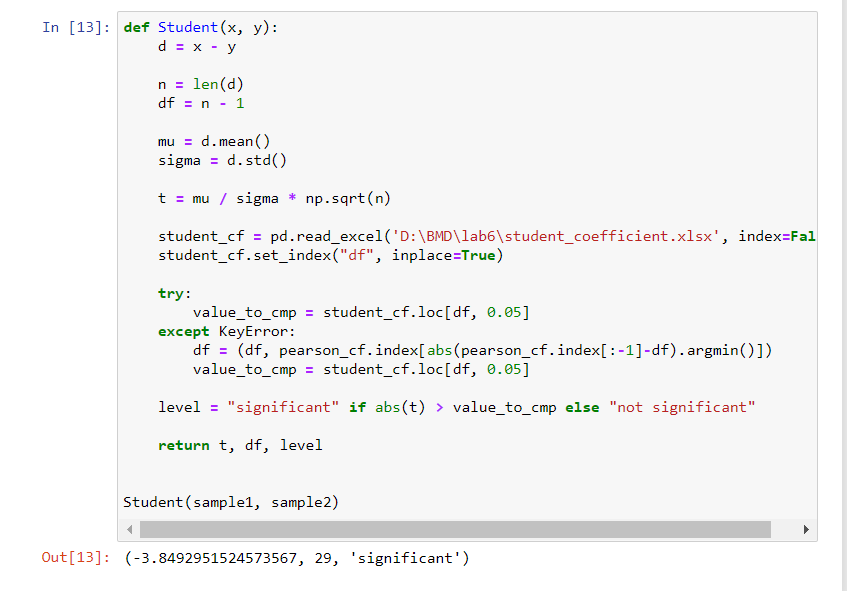 In [13]: def Student(x, y):
    d = x - y

    n = len(d)
    df = n - 1

    mu = d.mean()
    sigma = d.std()

    t = mu / sigma * np.sqrt(n)

    student_cf = pd.read_excel('D:\BMD\lab6\student_coefficient.xlsx', index=Fal
    student_cf.set_index("df", inplace=True)

    try:
        value_to_cmp = student_cf.loc[df, 0.05]
    except KeyError:
        df = (df, pearson_cf.index[abs(pearson_cf.index[:-1]-df).argmin()])
        value_to_cmp = student_cf.loc[df, 0.05]

    level = "significant" if abs(t) > value_to_cmp else "not significant"

    return t, df, level


Student(sample1, sample2)
Out[13]: (-3.8492951524573567, 29, 'significant')